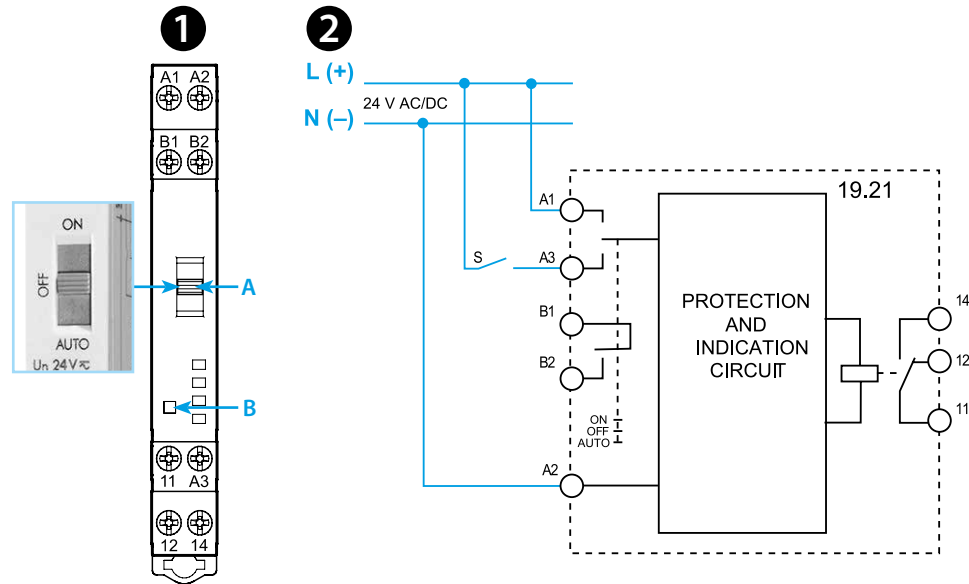 1
A1 A2
B1 B2
ON
OFF
AUTO
Un 24V
A
B
11 A3
12 14
2
L (+)
24 V AC/DC
N (–)
19.21
A1
S
A3
B1
B2
ON
OFF
AUTO
A2
PROTECTION
AND
INDICATION
CIRCUIT
14
12
11